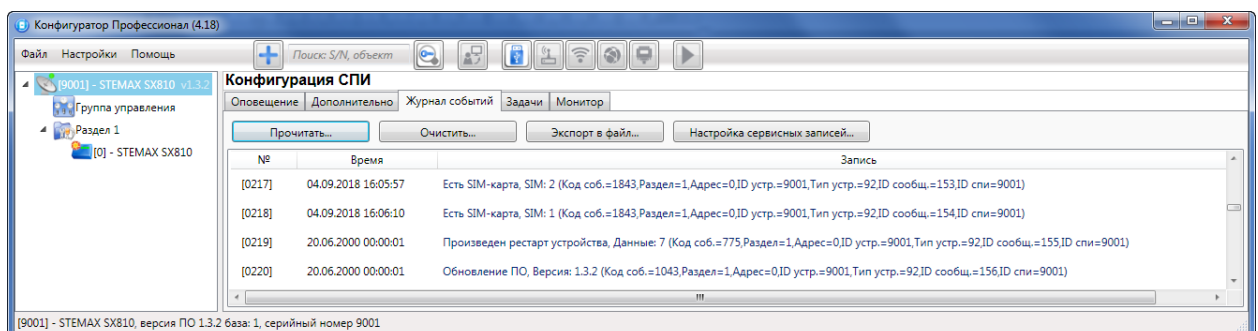 Конфигуратор Профессионал (4.18)
Файл Настройки Помощь Поиск: S/N, объект
[9001] - STEMAX SX810 v1.3.2
Группа управления
Раздел 1
[0] - STEMAX SX810
Конфигурация СПИ
Оповещение Дополнительно Журнал событий Задачи Монитор
Прочитать... Очистить... Экспорт в файл... Настройка сервисных записей...
№ Время Запись
[0217] 04.09.2018 16:05:57 Есть SIM-карта, SIM: 2 (Код соб.=1843,Раздел=1,Адрес=0,ID устр.=9001,Тип устр.=92,ID сообщ.=153,ID спи=9001)
[0218] 04.09.2018 16:06:10 Есть SIM-карта, SIM: 1 (Код соб.=1843,Раздел=1,Адрес=0,ID устр.=9001,Тип устр.=92,ID сообщ.=154,ID спи=9001)
[0219] 20.06.2000 00:00:01 Произведен рестарт устройства, Данные: 7 (Код соб.=775,Раздел=1,Адрес=0,ID устр.=9001,Тип устр.=92,ID сообщ.=155,ID спи=9001)
[0220] 20.06.2000 00:00:01 Обновление ПО, Версия: 1.3.2 (Код соб.=1043,Раздел=1,Адрес=0,ID устр.=9001,Тип устр.=92,ID сообщ.=156,ID спи=9001)
[9001] - STEMAX SX810, версия ПО 1.3.2 база: 1, серийный номер 9001